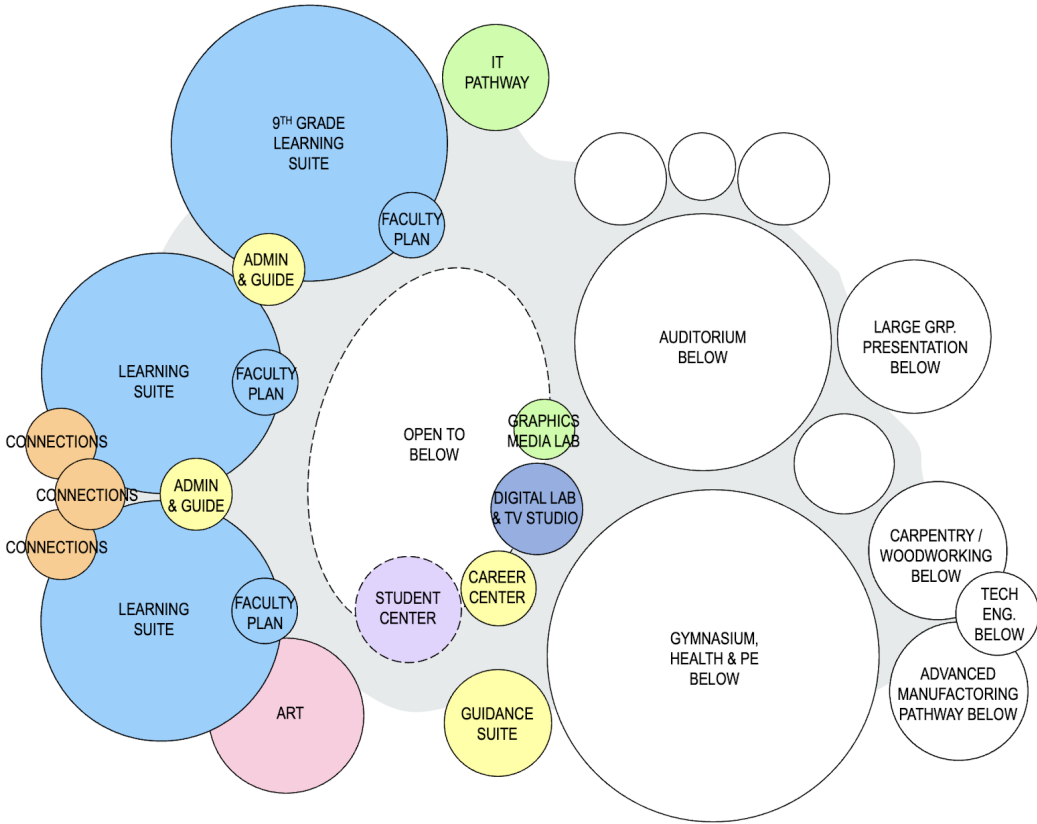 IT
PATHWAY
9TH GRADE
LEARNING
SUITE
FACULTY
PLAN
ADMIN
& GUIDE
AUDITORIUM
BELOW
LARGE GRP.
PRESENTATION
BELOW
LEARNING
SUITE
FACULTY
PLAN
OPEN TO
BELOW
GRAPHICS
MEDIA LAB
CONNECTIONS
CONNECTIONS
CONNECTIONS
ADMIN
& GUIDE
DIGITAL LAB
& TV STUDIO
CARPENTRY /
WOODWORKING
BELOW
TECH
ENG.
BELOW
LEARNING
SUITE
FACULTY
PLAN
STUDENT
CENTER
CAREER
CENTER
GYMNASIUM,
HEALTH & PE
BELOW
ADVANCED
MANUFACTORING
PATHWAY BELOW
ART
GUIDANCE
SUITE